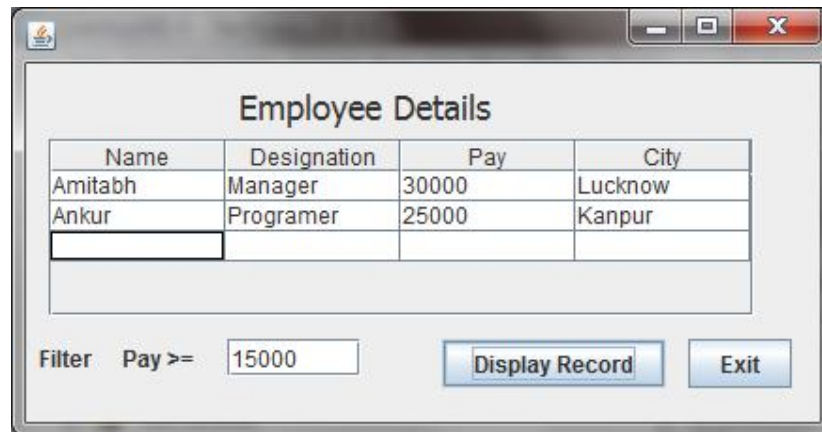 Employee Details
Name Designation Pay City
Amitabh Manager 30000 Lucknow
Ankur Programer 25000 Kanpur
Filter Pay >= 15000 Display Record Exit